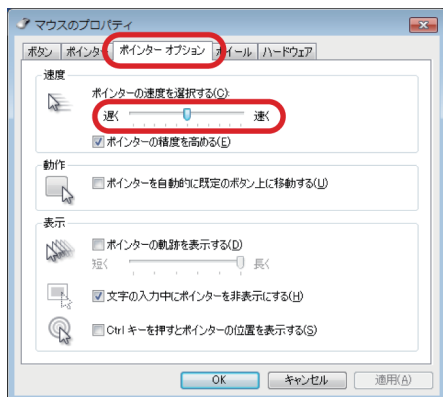 マウスのプロパティ
ボタン ポインター ポインター オプション ホイール ハードウェア
速度
ポインターの速度を選択する(C):
遅く 速く
ポインターの精度を高める(E)
動作
ポインターを自動的に既定のボタン上に移動する(U)
表示
ポインターの軌跡を表示する(D)
短く 長く
文字の入力中にポインターを非表示にする(H)
Ctrl キーを押すとポインターの位置を表示する(S)
OK キャンセル 適用(A)